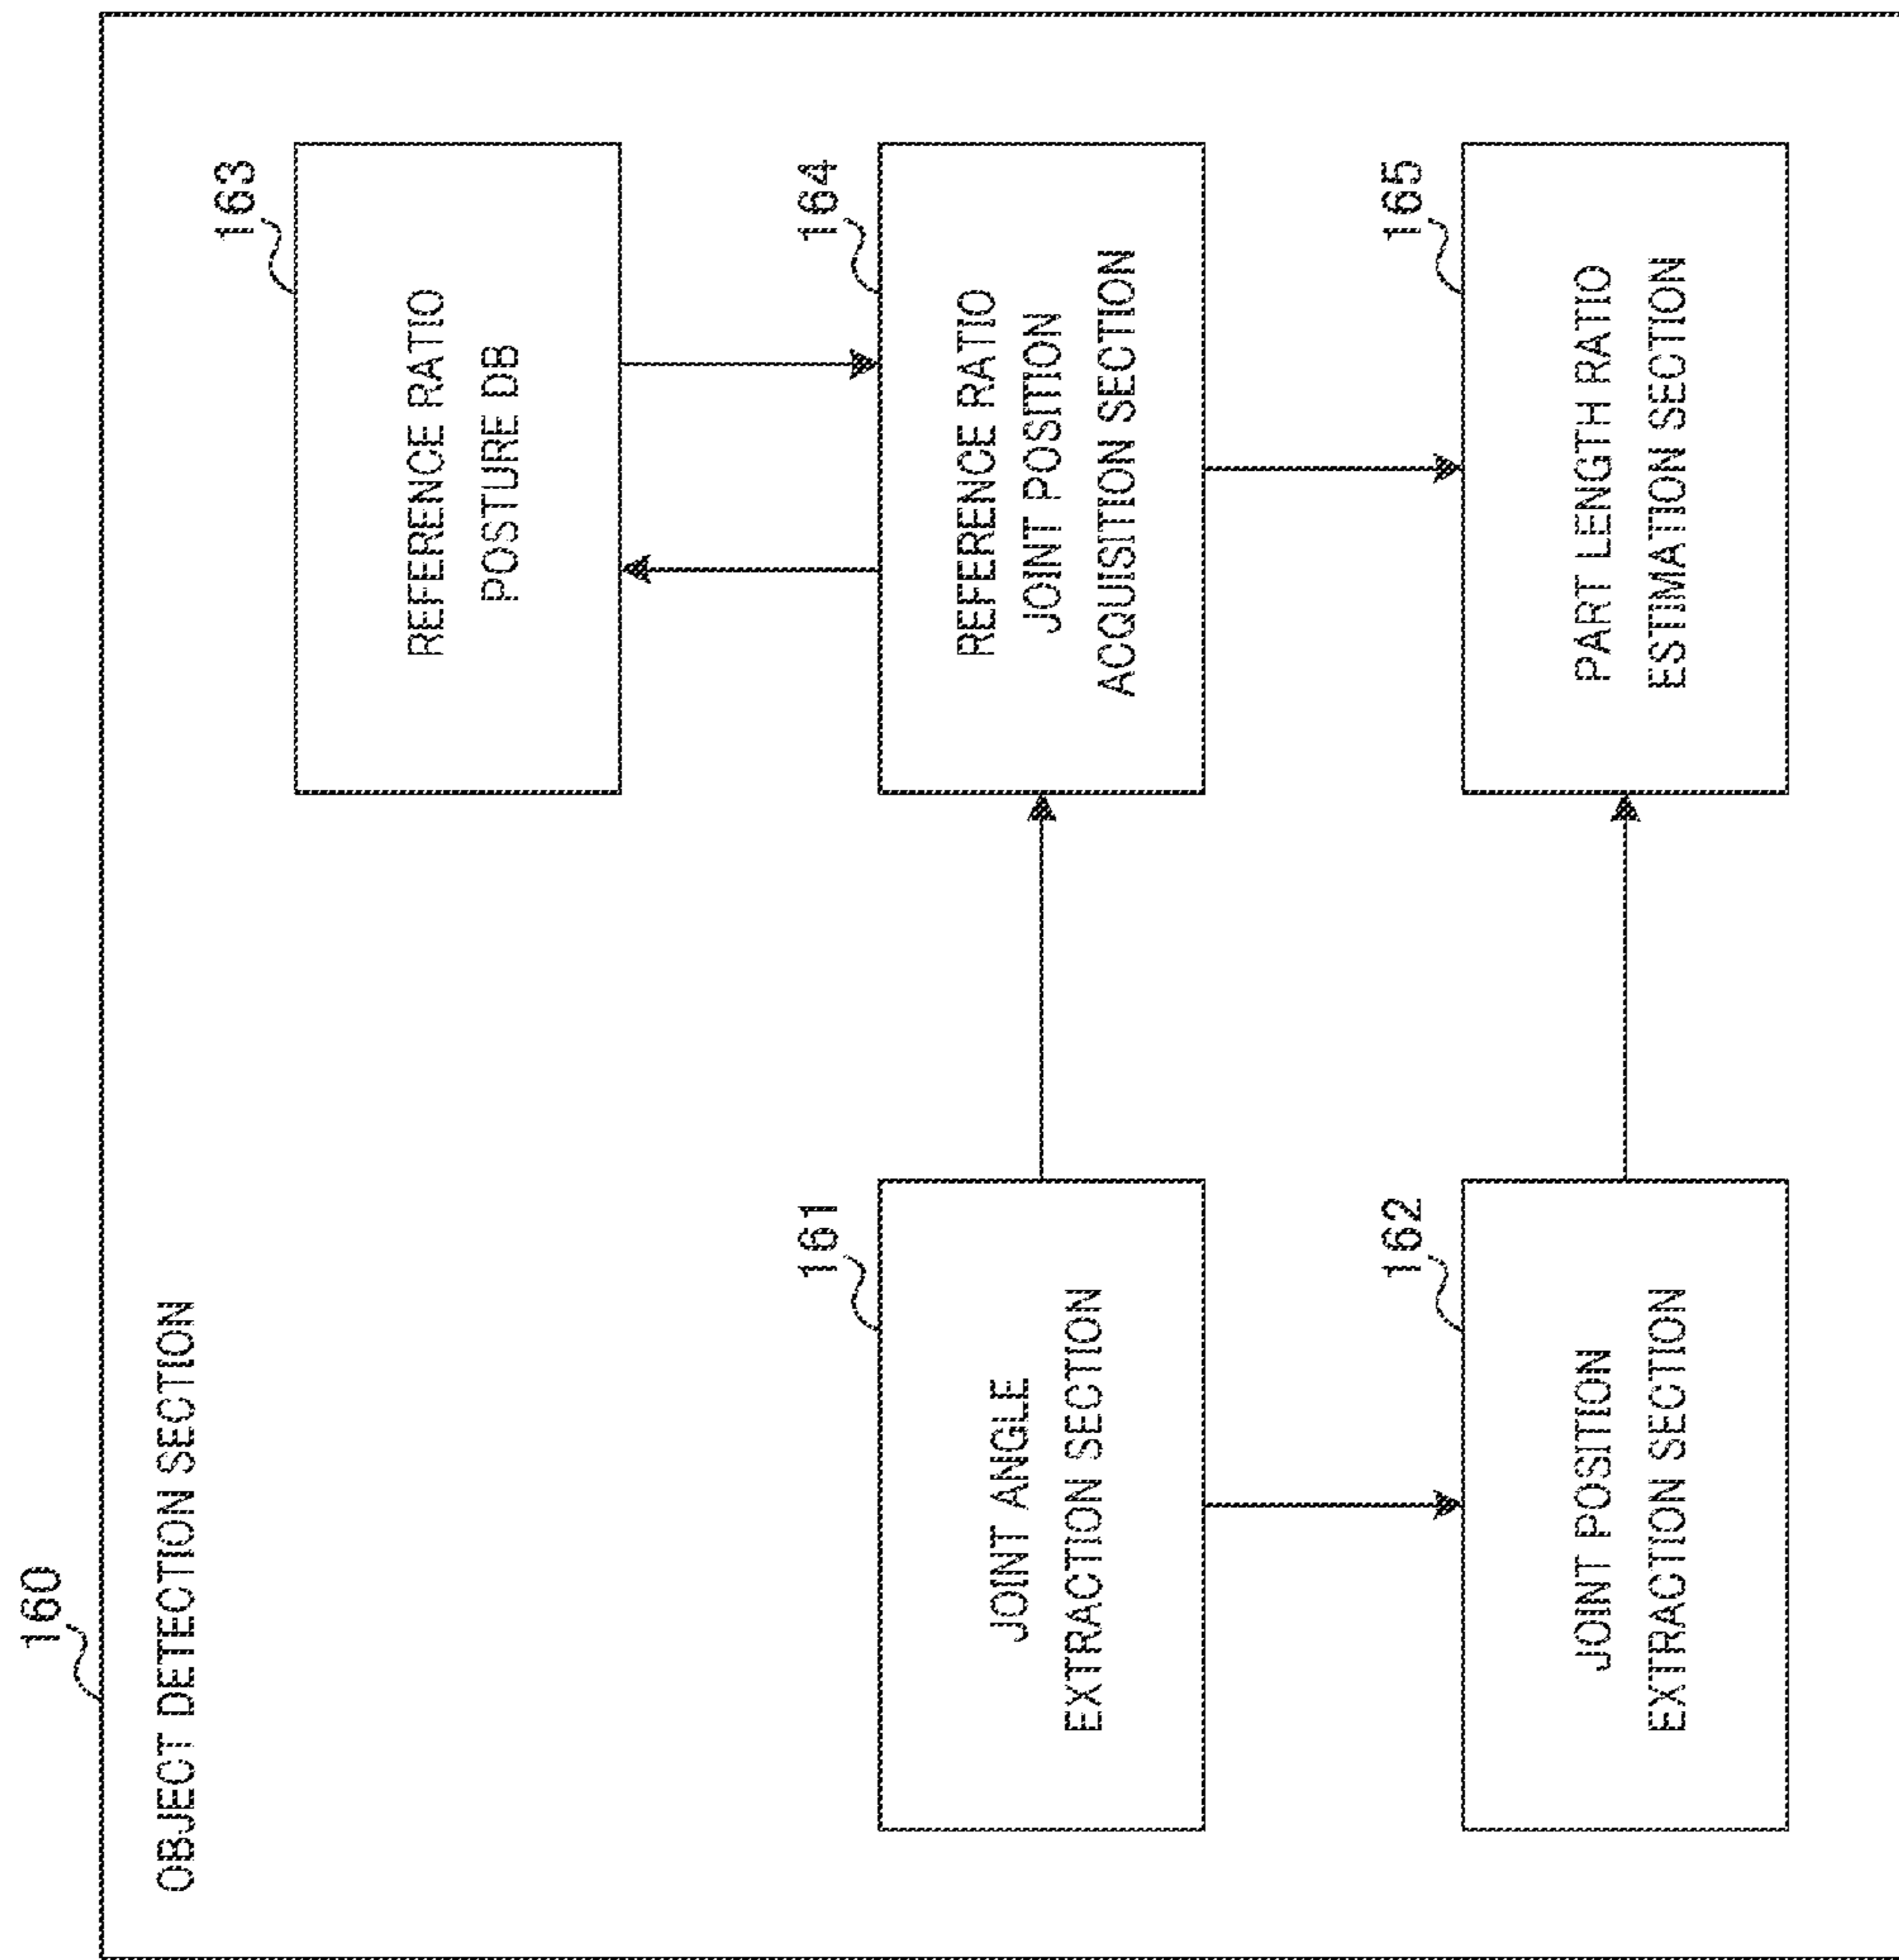 160
OBJECT DETECTION SECTION
163
REFERENCE RATIO
POSTURE DB
161
JOINT ANGLE
EXTRACTION SECTION
164
REFERENCE RATIO
JOINT POSITION
ACQUISITION SECTION
162
JOINT POSITION
EXTRACTION SECTION
165
PART LENGTH RATIO
ESTIMATION SECTION